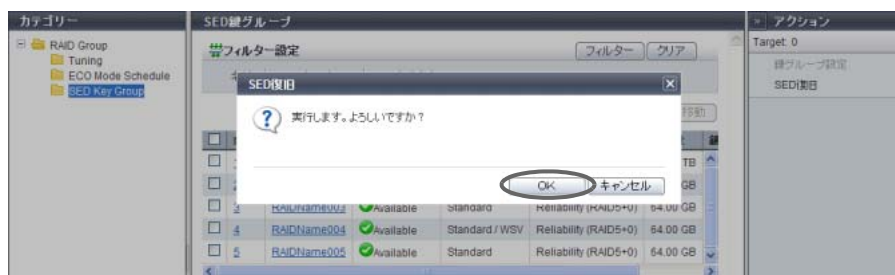 カテゴリー
RAID Group
Tuning
ECO Mode Schedule
SED Key Group
SED鍵グループ
フィルター設定
フィルター クリア
SED復旧
実行します。よろしいですか?
OK キャンセル
移動
TB
GB
3 RAIDName003 Available Standard Reliability (RAID5+0) 64.00 GB
4 RAIDName004 Available Standard / WSV Reliability (RAID5+0) 64.00 GB
5 RAIDName005 Available Standard Reliability (RAID5+0) 64.00 GB
アクション
Target: 0
鍵グループ設定
SED復旧